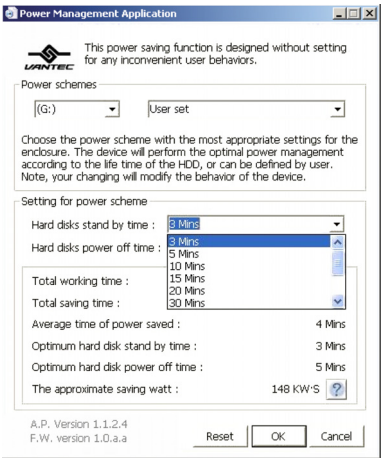 Power Management Application
This power saving function is designed without setting
for any inconvenient user behaviors.
VANTEC
Power schemes
(G:) User set
Choose the power scheme with the most appropriate settings for the
enclosure. The device will perform the optimal power management
according to the life time of the HDD, or can be defined by user.
Note, your changing will modify the behavior of the device.
Setting for power scheme
Hard disks stand by time : 3 Mins
Hard disks power off time :
3 Mins
5 Mins
10 Mins
15 Mins
20 Mins
30 Mins
Total working time :
Total saving time :
Average time of power saved : 4 Mins
Optimum hard disk stand by time : 3 Mins
Optimum hard disk power off time : 5 Mins
The approximate saving watt : 148 KW'S ?
A.P. Version 1.1.2.4
F.W. version 1.0.a.a
Reset OK Cancel